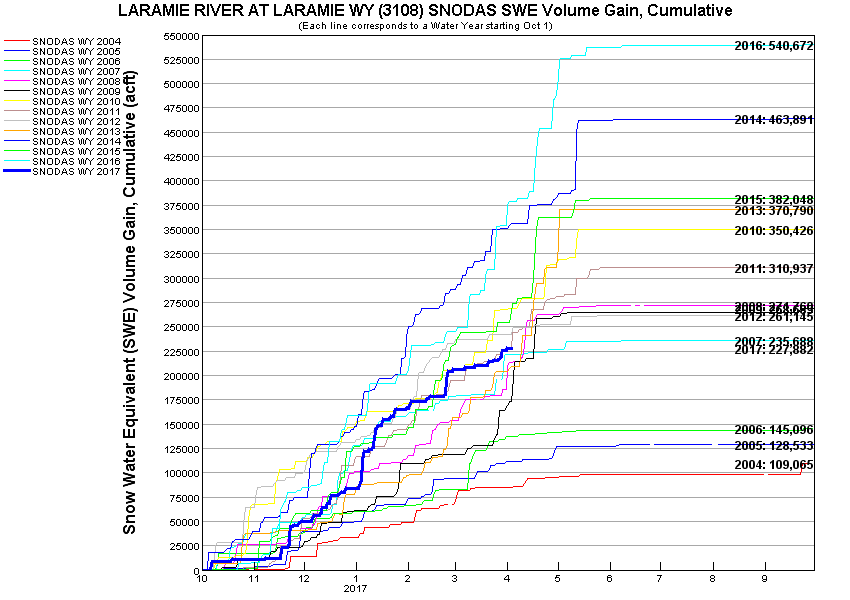 LARAMIE RIVER AT LARAMIE WY (3108) SNODAS SWE Volume Gain, Cumulative
(Each line corresponds to a Water Year starting Oct 1)
SNODAS WY 2004
SNODAS WY 2005
SNODAS WY 2006
SNODAS WY 2007
SNODAS WY 2008
SNODAS WY 2009
SNODAS WY 2010
SNODAS WY 2011
SNODAS WY 2012
SNODAS WY 2013
SNODAS WY 2014
SNODAS WY 2015
SNODAS WY 2016
SNODAS WY 2017
Snow Water Equivalent (SWE) Volume Gain, Cumulative (acft)
550000
525000
500000
475000
450000
425000
400000
375000
350000
325000
300000
275000
250000
225000
200000
175000
150000
125000
100000
75000
50000
25000
0
2016: 540,672
2014: 463,891
2015: 382,048
2013: 370,790
2010: 350,426
2011: 310,937
2012: 261,145
2007: 235,688
2017: 227,882
2006: 145,096
2005: 128,533
2004: 109,065
10 11 12 1 2 3 4 5 6 7 8 9
2017